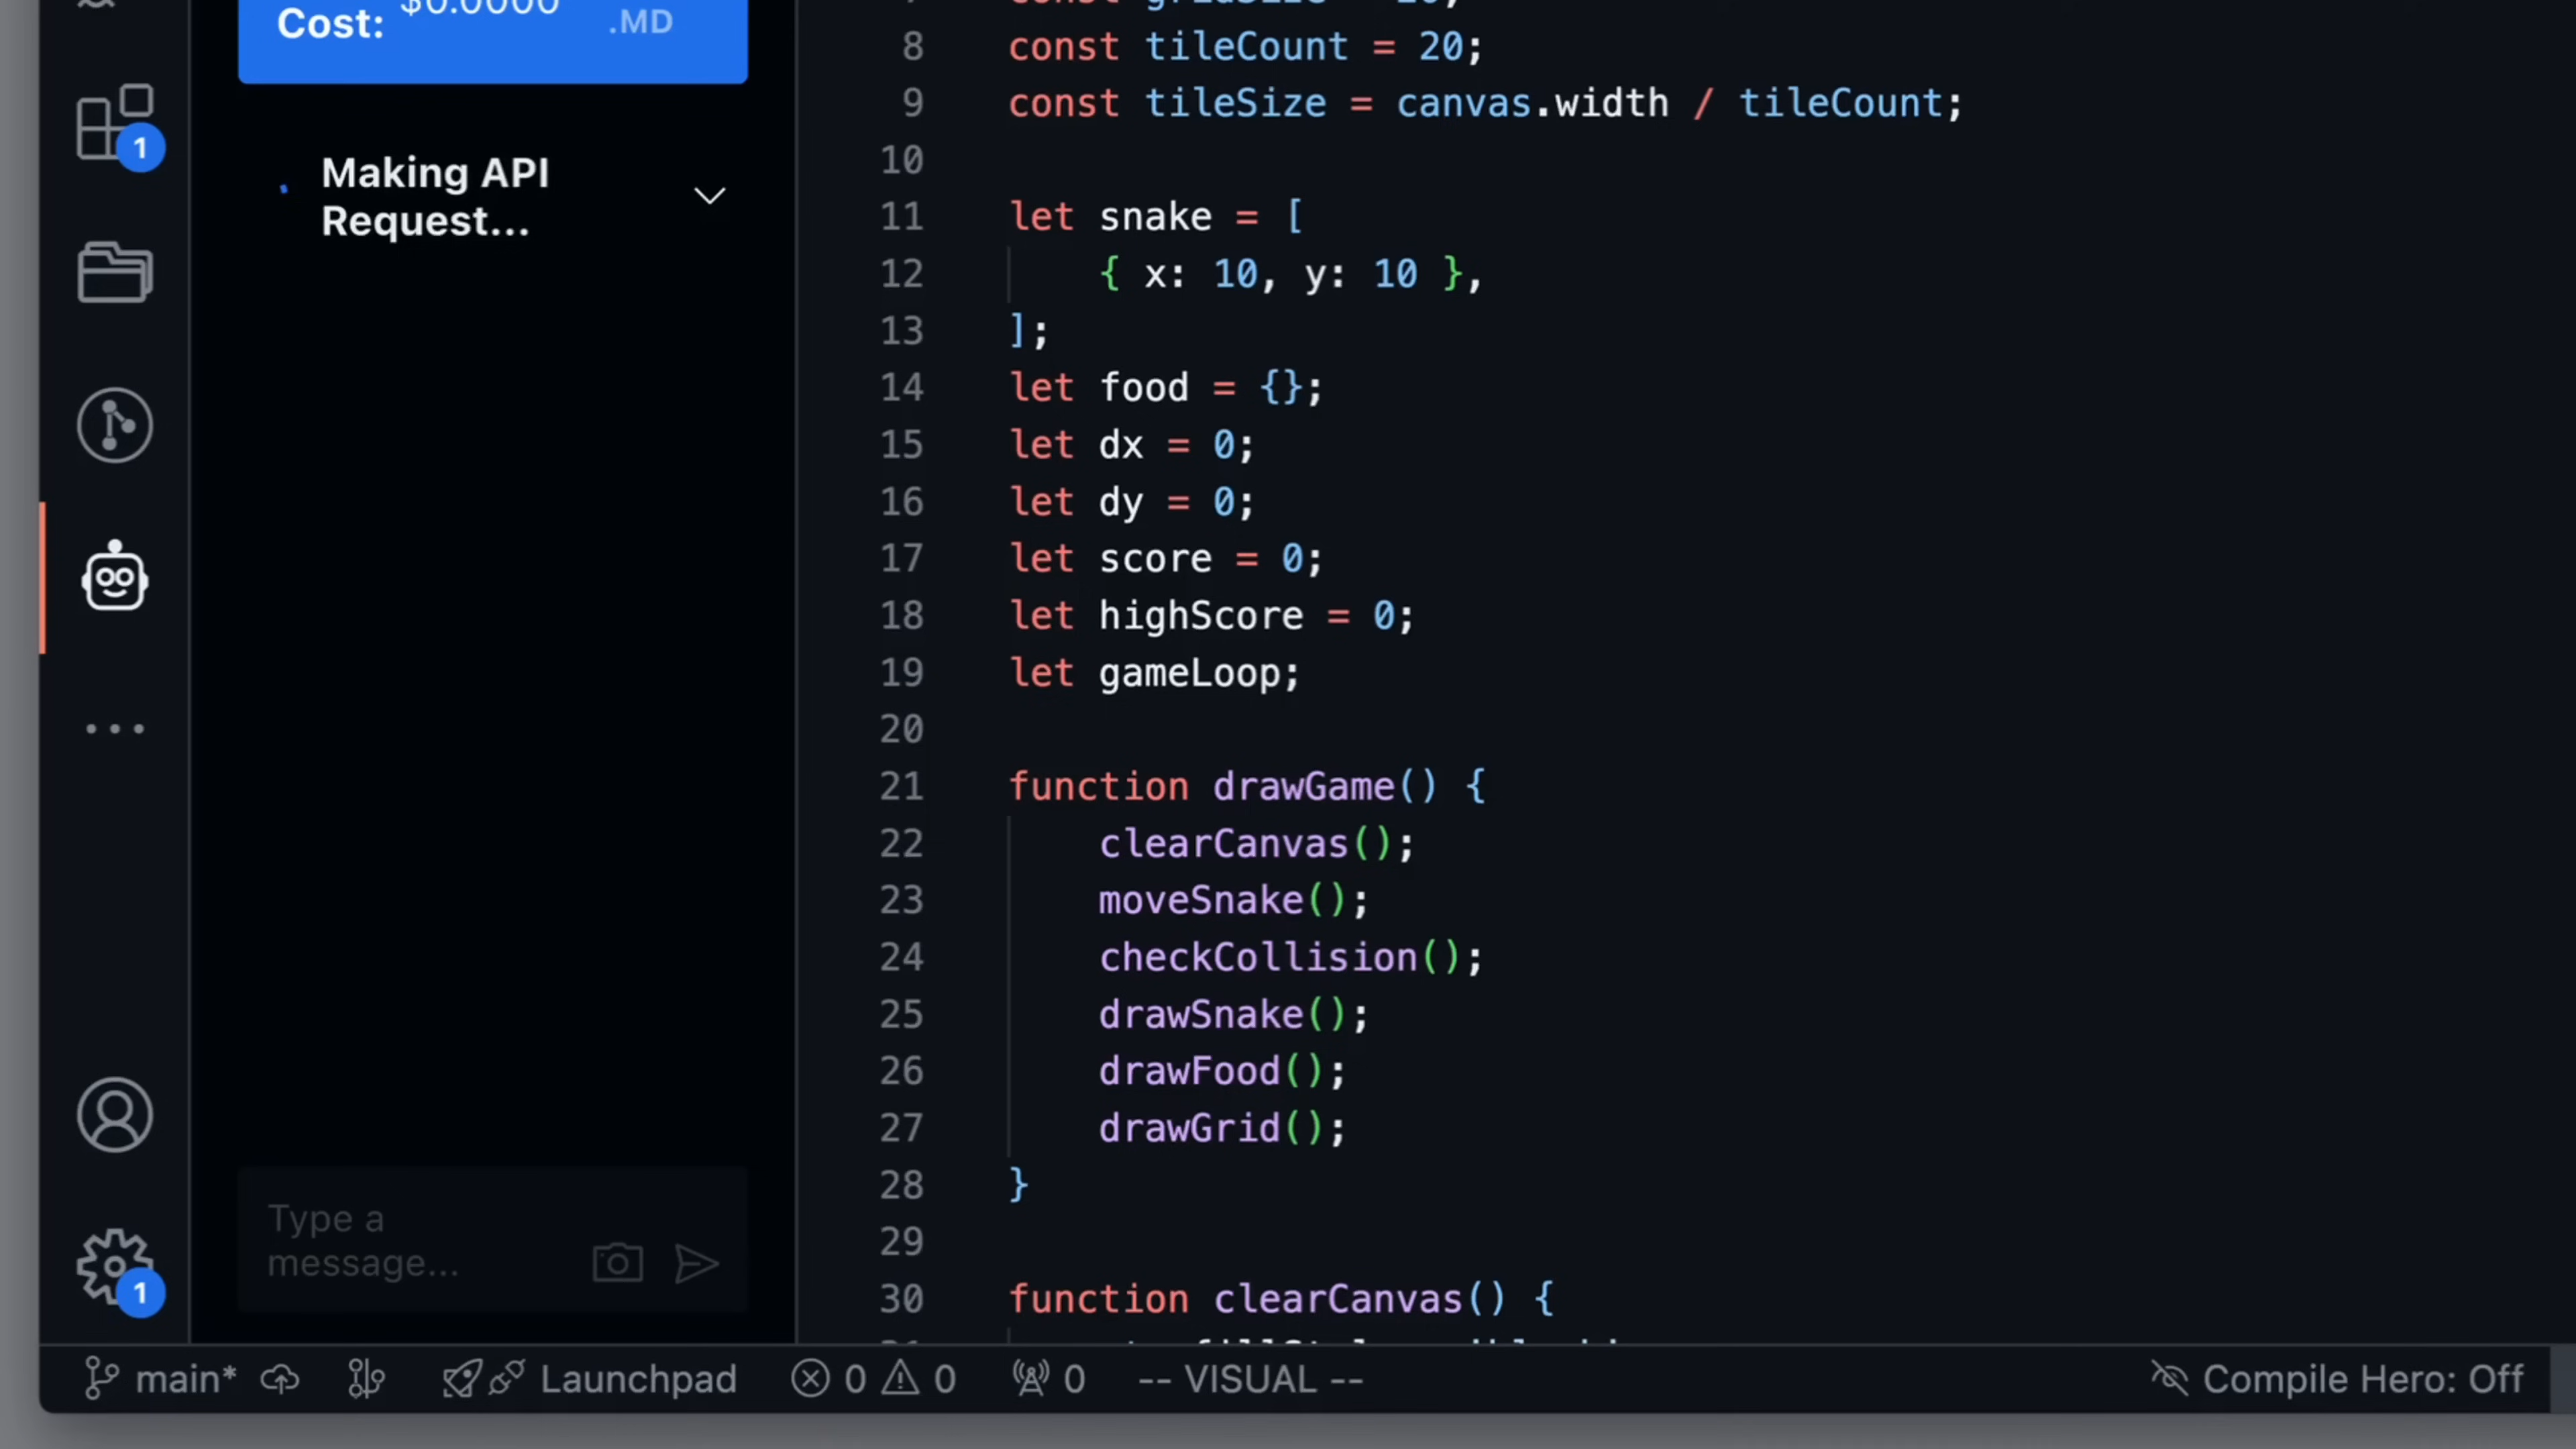 Cost:
$0.0000
.MD
Making API
Request...
Type a
message...
1
1
8 const tileCount = 20;
9 const tileSize = canvas.width / tileCount;
10
11 let snake = [
12 { x: 10, y: 10 },
13 ];
14 let food = {};
15 let dx = 0;
16 let dy = 0;
17 let score = 0;
18 let highScore = 0;
19 let gameLoop;
20
21 function drawGame() {
22 clearCanvas();
23 moveSnake();
24 checkCollision();
25 drawSnake();
26 drawFood();
27 drawGrid();
28 }
29
30 function clearCanvas() {
main* Launchpad 0 0 0 -- VISUAL -- Compile Hero: Off